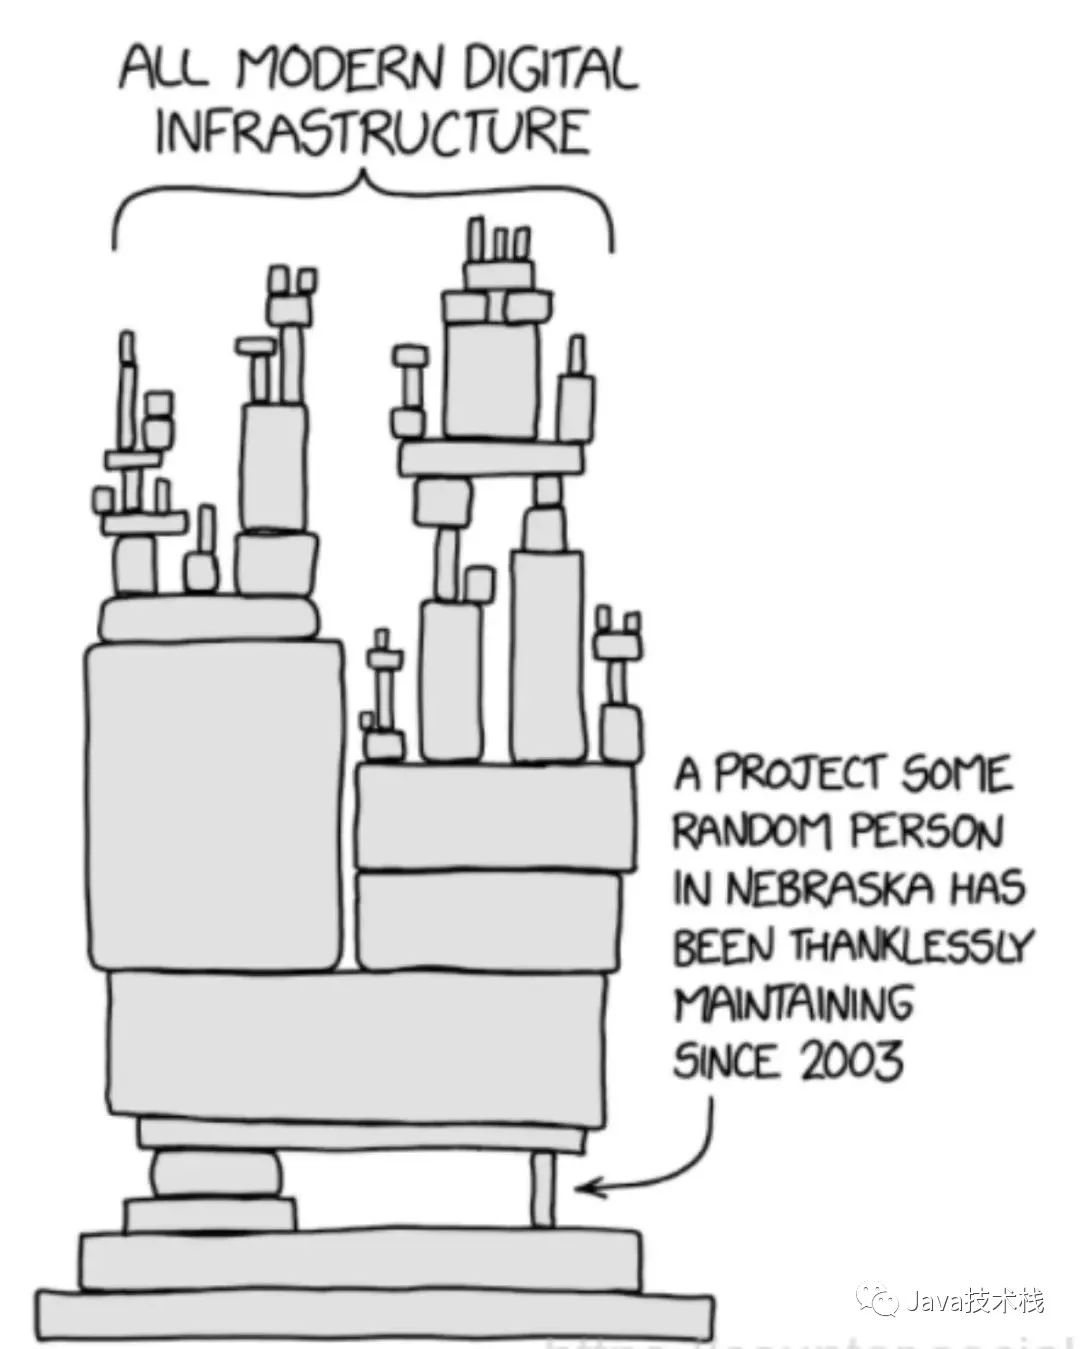 ALL MODERN DIGITAL
INFRASTRUCTURE
A PROJECT SOME
RANDOM PERSON
IN NEBRASKA HAS
BEEN THANKLESSLY
MAINTAINING
SINCE 2003
Java技术栈